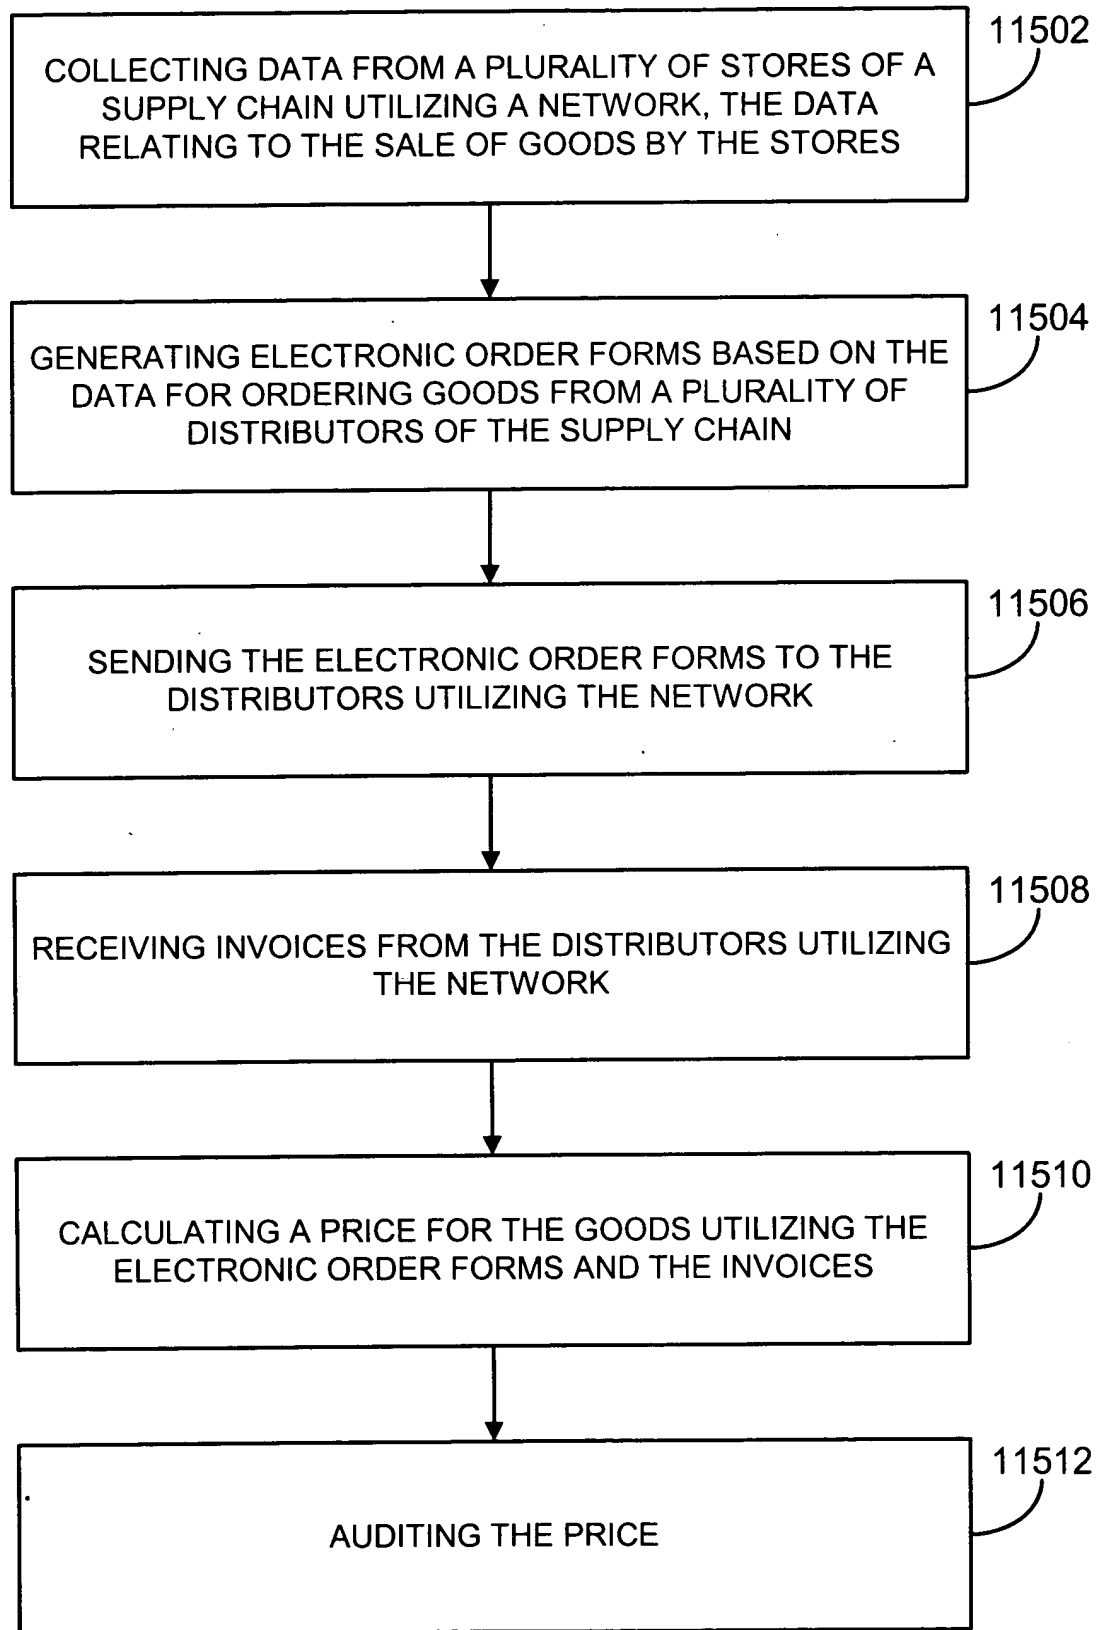 11502
COLLECTING DATA FROM A PLURALITY OF STORES OF A
SUPPLY CHAIN UTILIZING A NETWORK, THE DATA
RELATING TO THE SALE OF GOODS BY THE STORES
11504
GENERATING ELECTRONIC ORDER FORMS BASED ON THE
DATA FOR ORDERING GOODS FROM A PLURALITY OF
DISTRIBUTORS OF THE SUPPLY CHAIN
11506
SENDING THE ELECTRONIC ORDER FORMS TO THE
DISTRIBUTORS UTILIZING THE NETWORK
11508
RECEIVING INVOICES FROM THE DISTRIBUTORS UTILIZING
THE NETWORK
11510
CALCULATING A PRICE FOR THE GOODS UTILIZING THE
ELECTRONIC ORDER FORMS AND THE INVOICES
11512
AUDITING THE PRICE